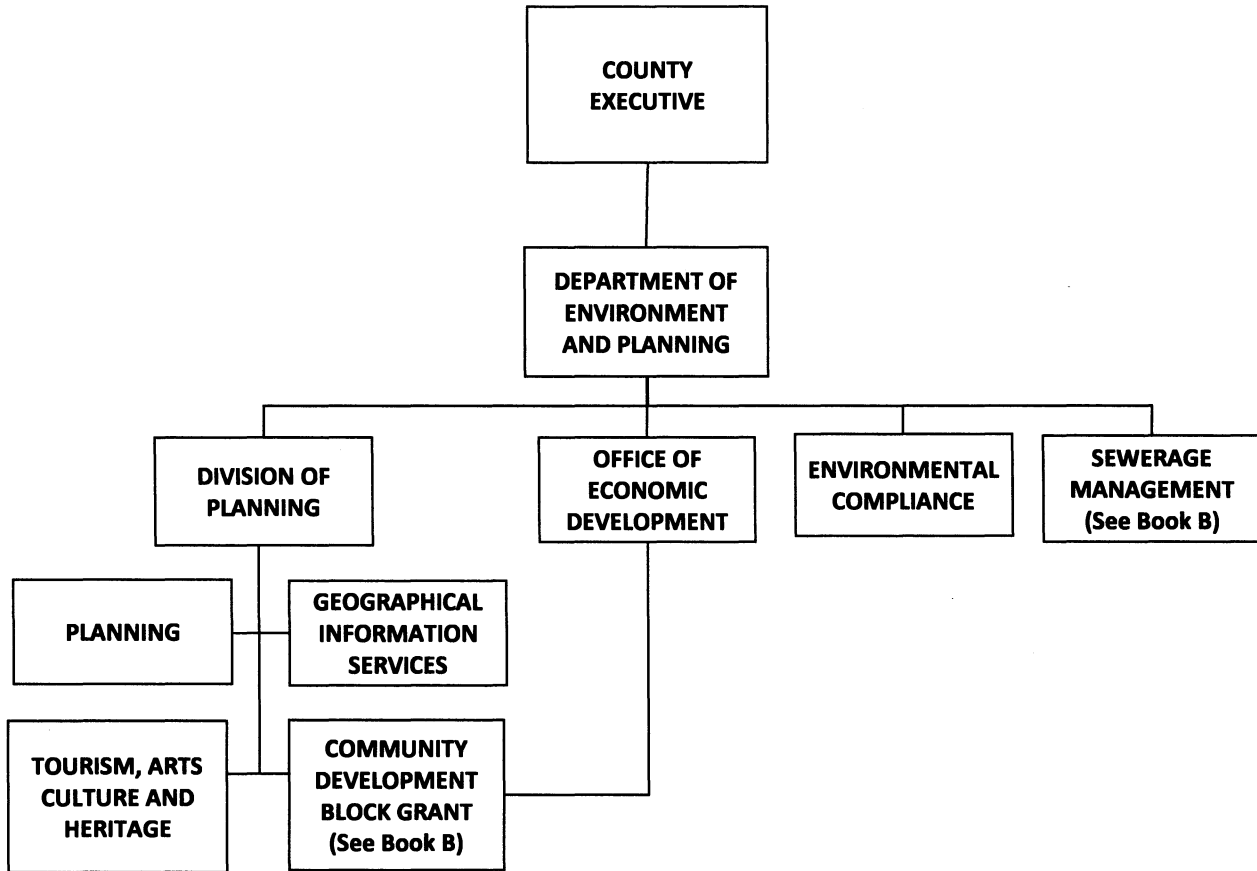 COUNTY
EXECUTIVE
DEPARTMENT OF
ENVIRONMENT
AND PLANNING
DIVISION OF
PLANNING
OFFICE OF
ECONOMIC
DEVELOPMENT
ENVIRONMENTAL
COMPLIANCE
SEWERAGE
MANAGEMENT
(See Book B)
PLANNING
GEOGRAPHICAL
INFORMATION
SERVICES
TOURISM, ARTS
CULTURE AND
HERITAGE
COMMUNITY
DEVELOPMENT
BLOCK GRANT
(See Book B)